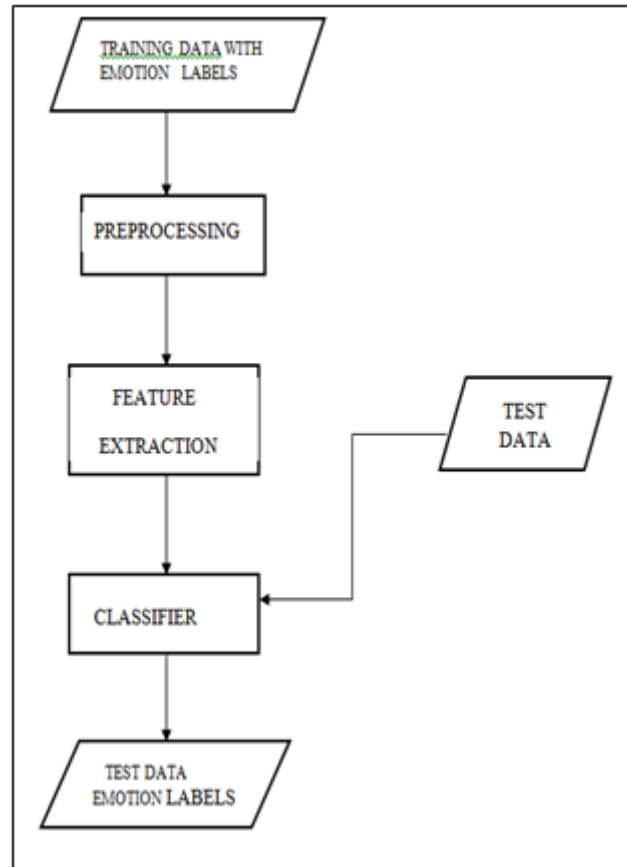 TRAINING DATA WITH
EMOTION LABELS
PREPROCESSING
FEATURE
EXTRACTION
TEST
DATA
CLASSIFIER
TEST DATA
EMOTION LABELS